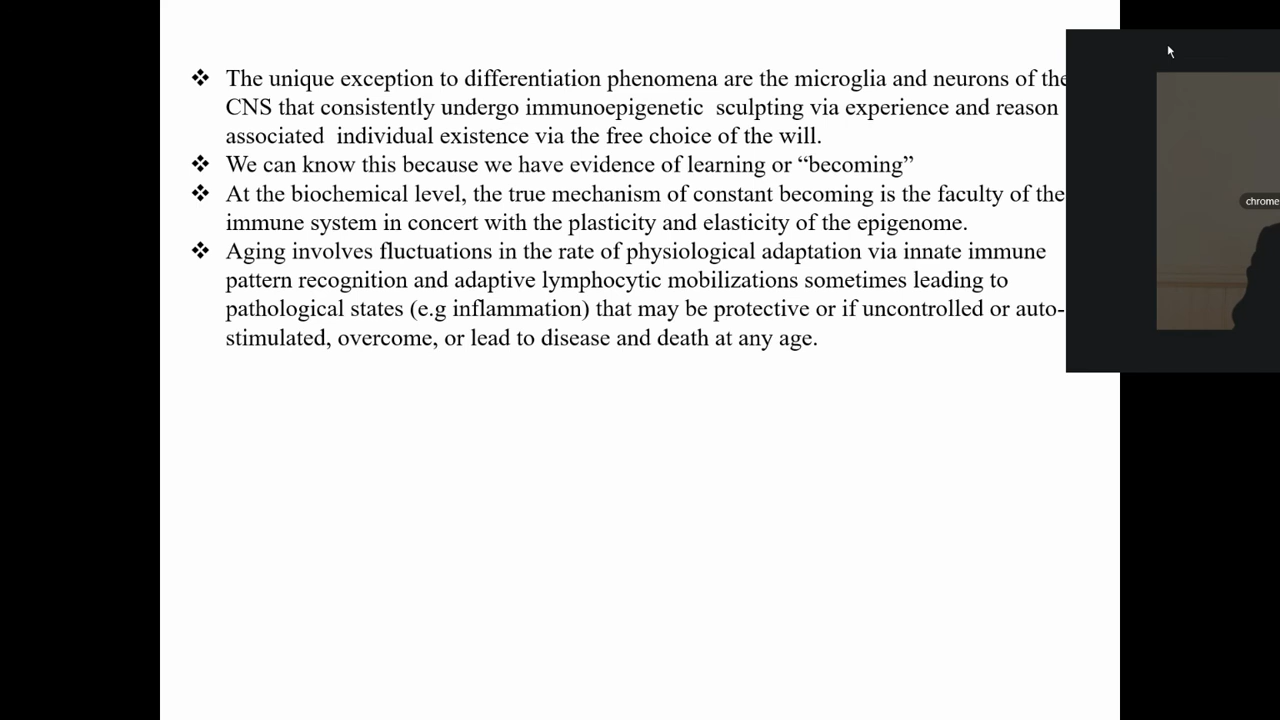 ❖ The unique exception to differentiation phenomena are the microglia and neurons of the
CNS that consistently undergo immunoepigenetic sculpting via experience and reason
associated individual existence via the free choice of the will.
❖ We can know this because we have evidence of learning or “becoming”
❖ At the biochemical level, the true mechanism of constant becoming is the faculty of the
immune system in concert with the plasticity and elasticity of the epigenome.
❖ Aging involves fluctuations in the rate of physiological adaptation via innate immune
pattern recognition and adaptive lymphocytic mobilizations sometimes leading to
pathological states (e.g inflammation) that may be protective or if uncontrolled or auto-
stimulated, overcome, or lead to disease and death at any age.
chrome